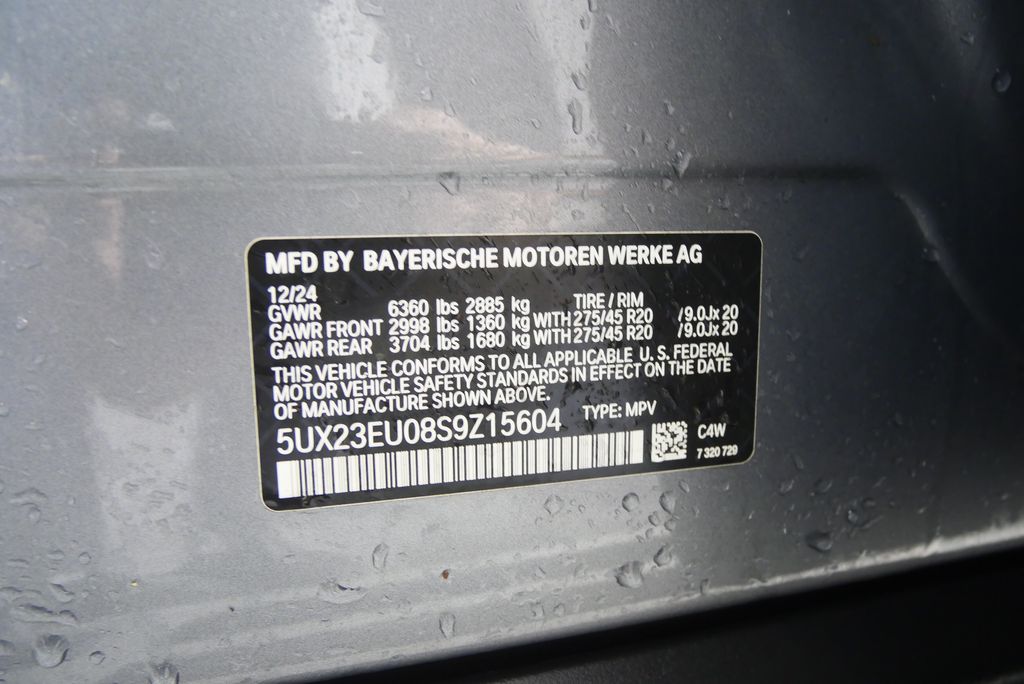 MFD BY BAYERISCHE MOTOREN WERKE AG
12/24 TIRE / RIM
GVWR 6360 lbs 2885 kg
GAWR FRONT 2998 lbs 1360 kg WITH 275/45 R20 /9.0Jx 20
GAWR REAR 3704 lbs 1680 kg WITH 275/45 R20 /9.0Jx 20
THIS VEHICLE CONFORMS TO ALL APPLICABLE U.S. FEDERAL
MOTOR VEHICLE SAFETY STANDARDS IN EFFECT ON THE DATE
OF MANUFACTURE SHOWN ABOVE.
5UX23EU08S9Z15604 TYPE: MPV
C4W
7 320 729